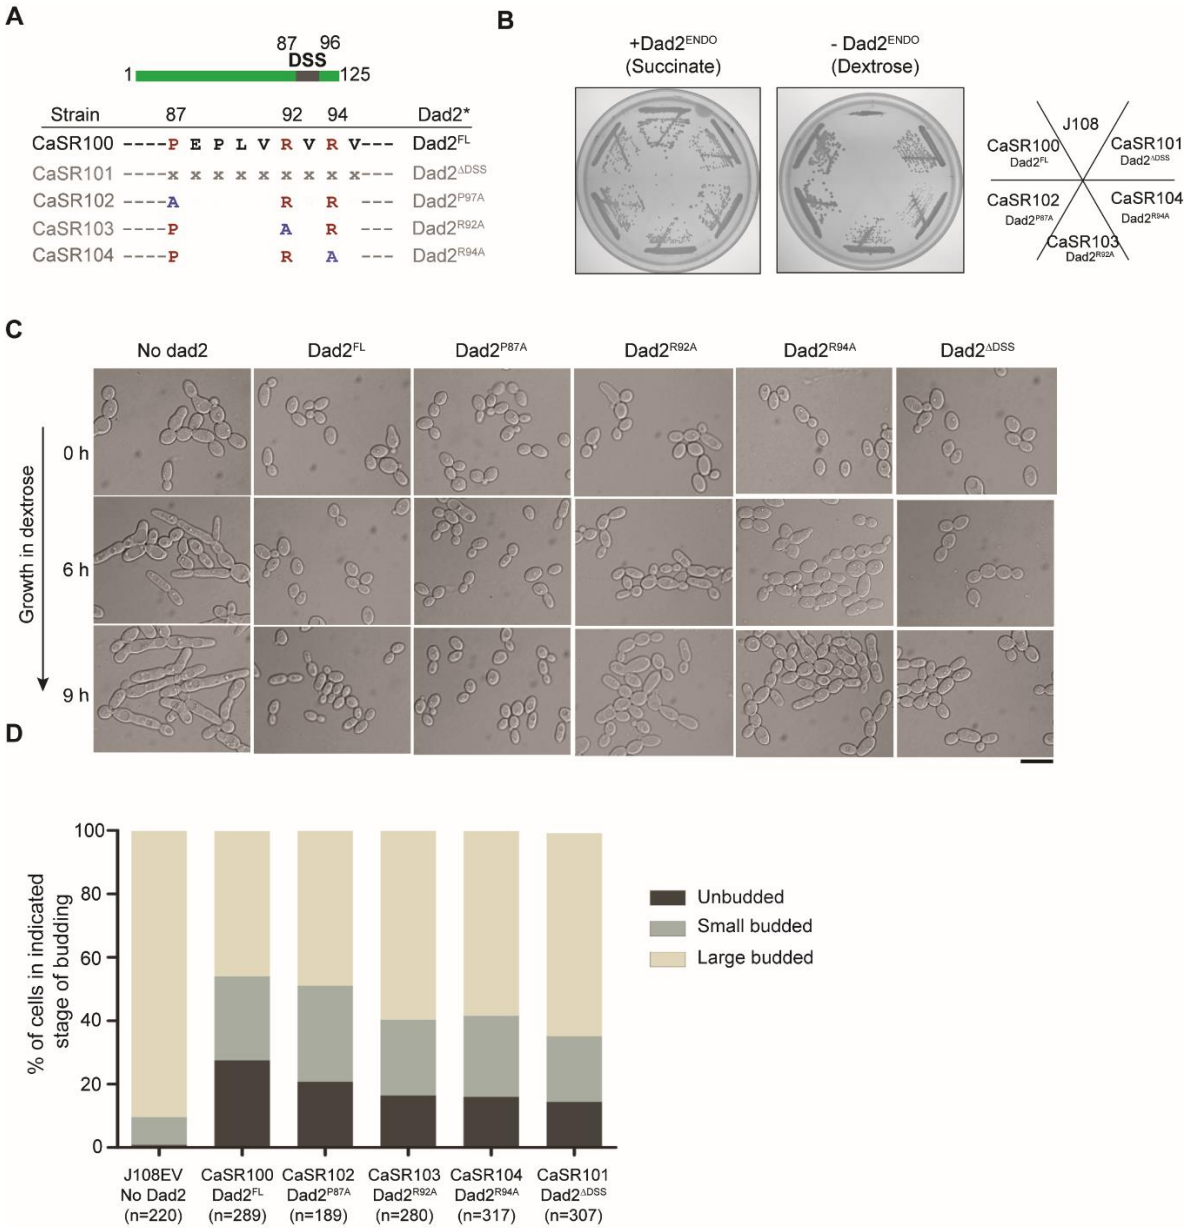 A
87 96
DSS
1 125
Strain 87 92 94 Dad2*
CaSR100 ----P E P L V R V R V--- Dad2FL
CaSR101 ----x x x x x x x x x--- Dad2ΔDSS
CaSR102 ----A R R --- Dad2P97A
CaSR103 ----P A R --- Dad2R92A
CaSR104 ----P R A --- Dad2R94A
B
+Dad2ENDO
(Succinate)
- Dad2ENDO
(Dextrose)
J108
CaSR100
Dad2FL
CaSR101
Dad2ΔDSS
CaSR102
Dad2P87A
CaSR104
Dad2R94A
CaSR103
Dad2R92A
C
No dad2 Dad2FL Dad2P87A Dad2R92A Dad2R94A Dad2ΔDSS
Growth in dextrose
0 h
6 h
9 h
D
% of cells in indicated
stage of budding
100
80
60
40
20
0
Unbudded
Small budded
Large budded
J108EV CaSR100 CaSR102 CaSR103 CaSR104 CaSR101
No Dad2 Dad2FL Dad2P87A Dad2R92A Dad2R94A Dad2ΔDSS
(n=220) (n=289) (n=189) (n=280) (n=317) (n=307)